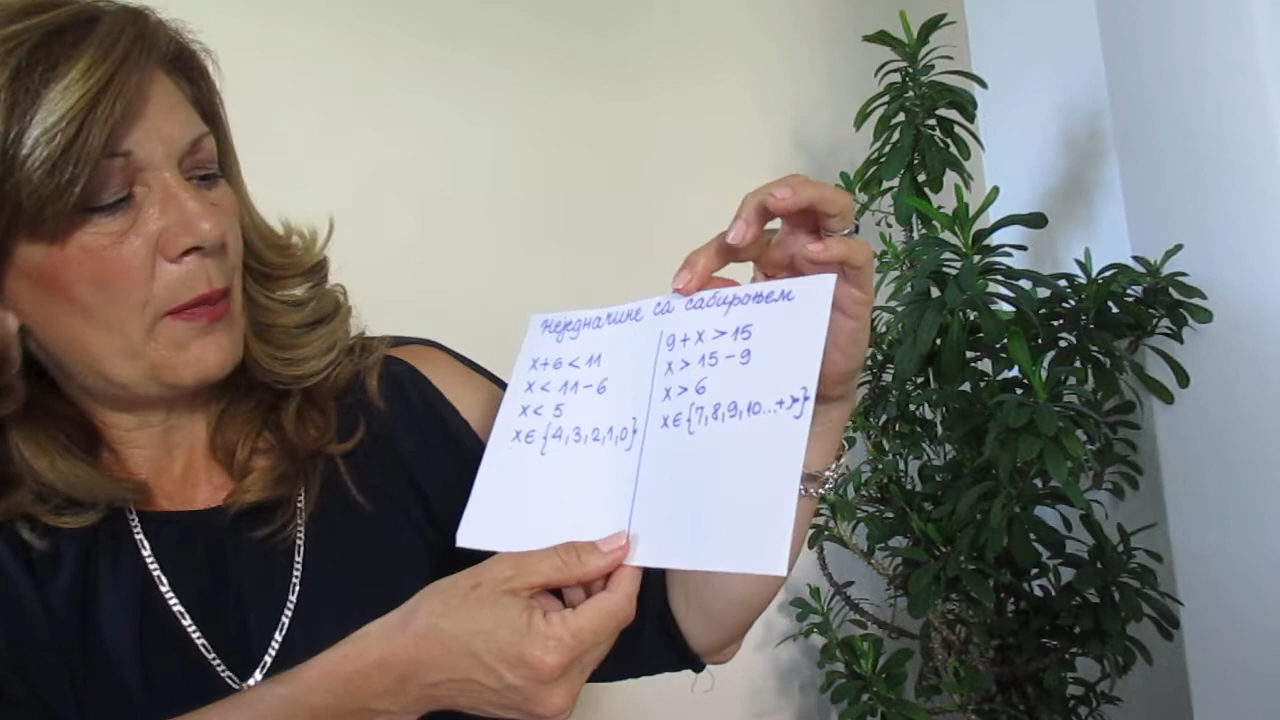 Неједначине са сабирањем
x+6<11
x<11-6
x<5
x∈{4,3,2,1,0}
9+x>15
x>15-9
x>6
x∈{7,8,9,10...+>}